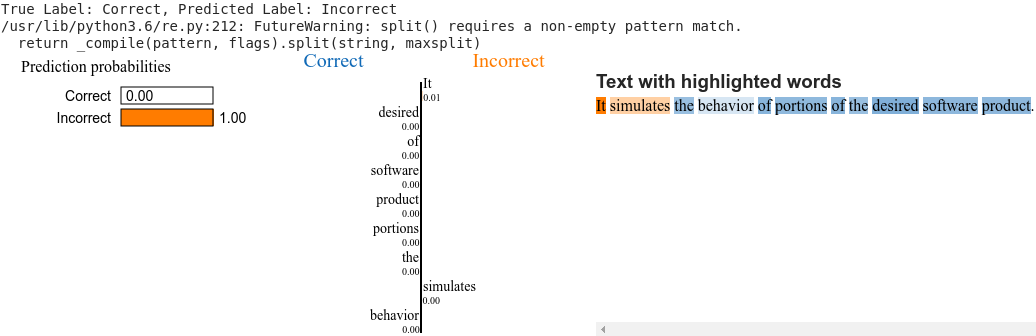 True Label: Correct, Predicted Label: Incorrect
/usr/lib/python3.6/re.py:212: FutureWarning: split() requires a non-empty pattern match.
  return _compile(pattern, flags).split(string, maxsplit)
Prediction probabilities
Correct 0.00
Incorrect 1.00
Correct Incorrect
It
0.01
desired
0.00
of
0.00
software
0.00
product
0.00
portions
0.00
the
0.00
simulates
0.00
behavior
0.00
Text with highlighted words
It simulates the behavior of portions of the desired software product.